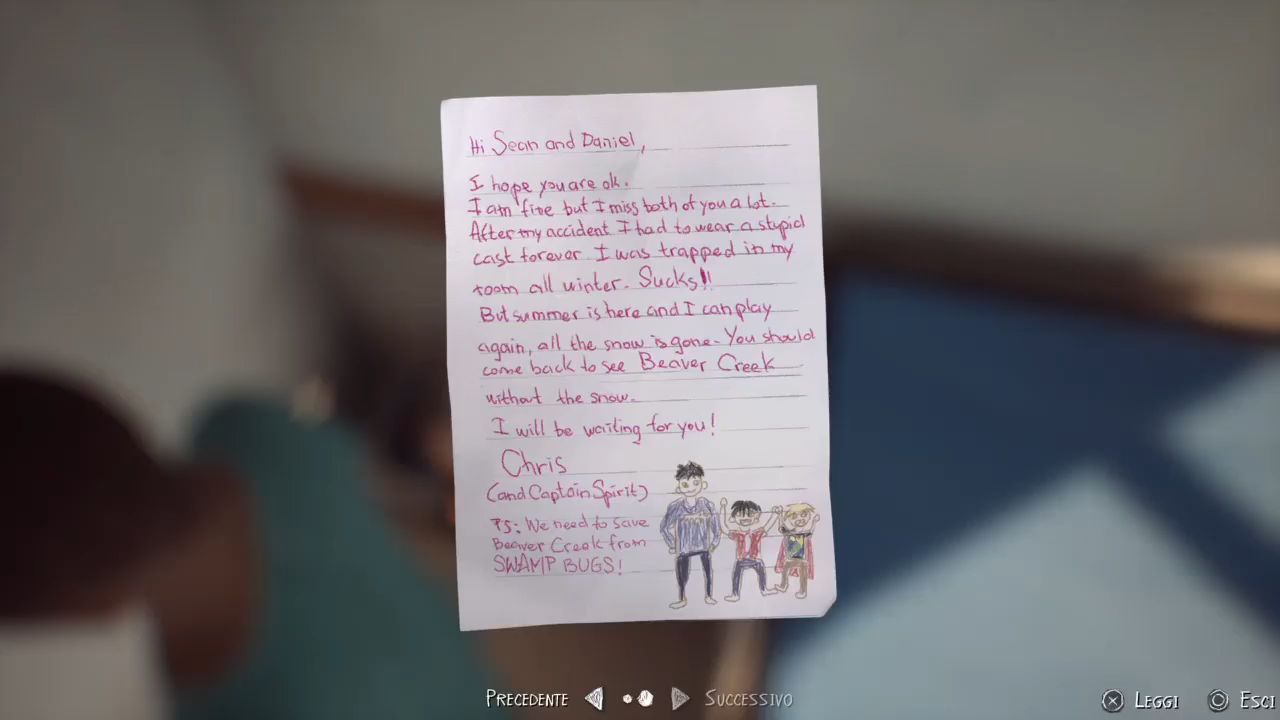 Hi Sean and Daniel,
I hope you are ok.
I am fine but I miss both of you a lot.
After my accident I had to wear a stupid
cast forever. I was trapped in my
room all winter. Sucks!!
But summer is here and I can play
again, all the snow is gone. You should
come back to see Beaver Creek
without the snow.
I will be waiting for you!
Chris
(and Captain Spirit)
PS: We need to save
Beaver Creek from
SWAMP BUGS!
PRECEDENTE SUCCESSIVO LEGGI ESCI